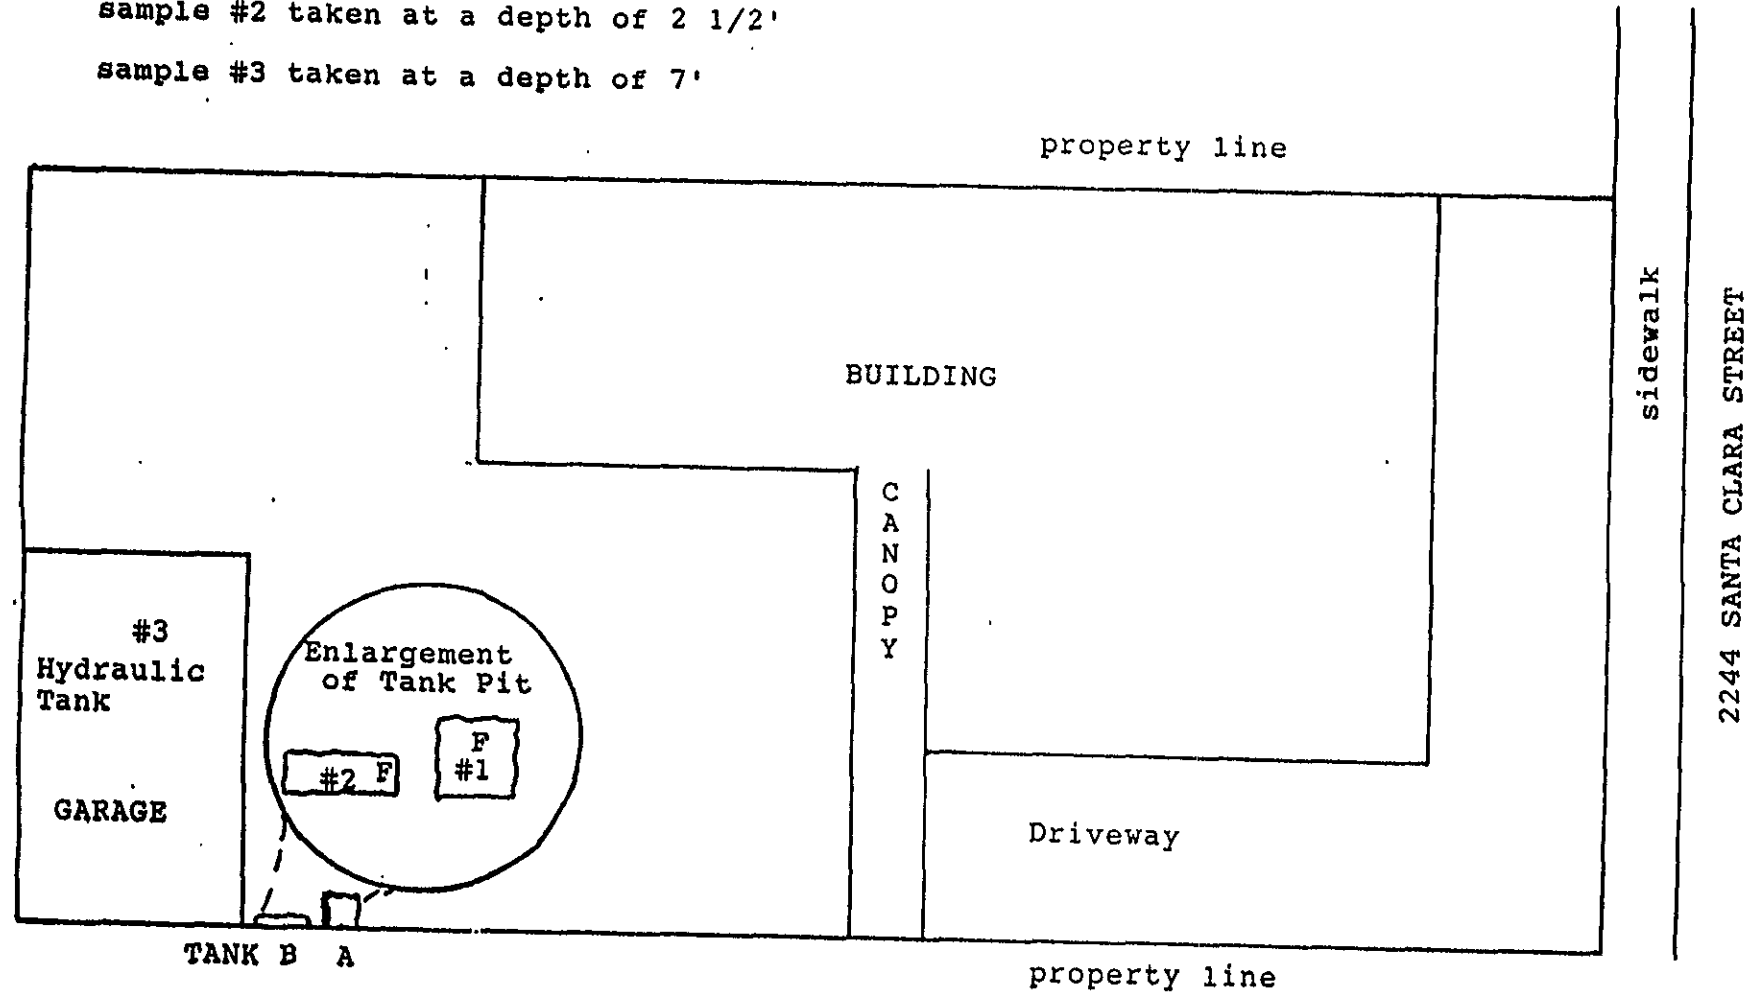 sample #2 taken at a depth of 2 1/2'
sample #3 taken at a depth of 7'
property line
sidewalk
2244 SANTA CLARA STREET
BUILDING
CANOPY
#3
Hydraulic
Tank
GARAGE
Enlargement
of Tank Pit
F
#1
#2 F
Driveway
TANK B A
property line